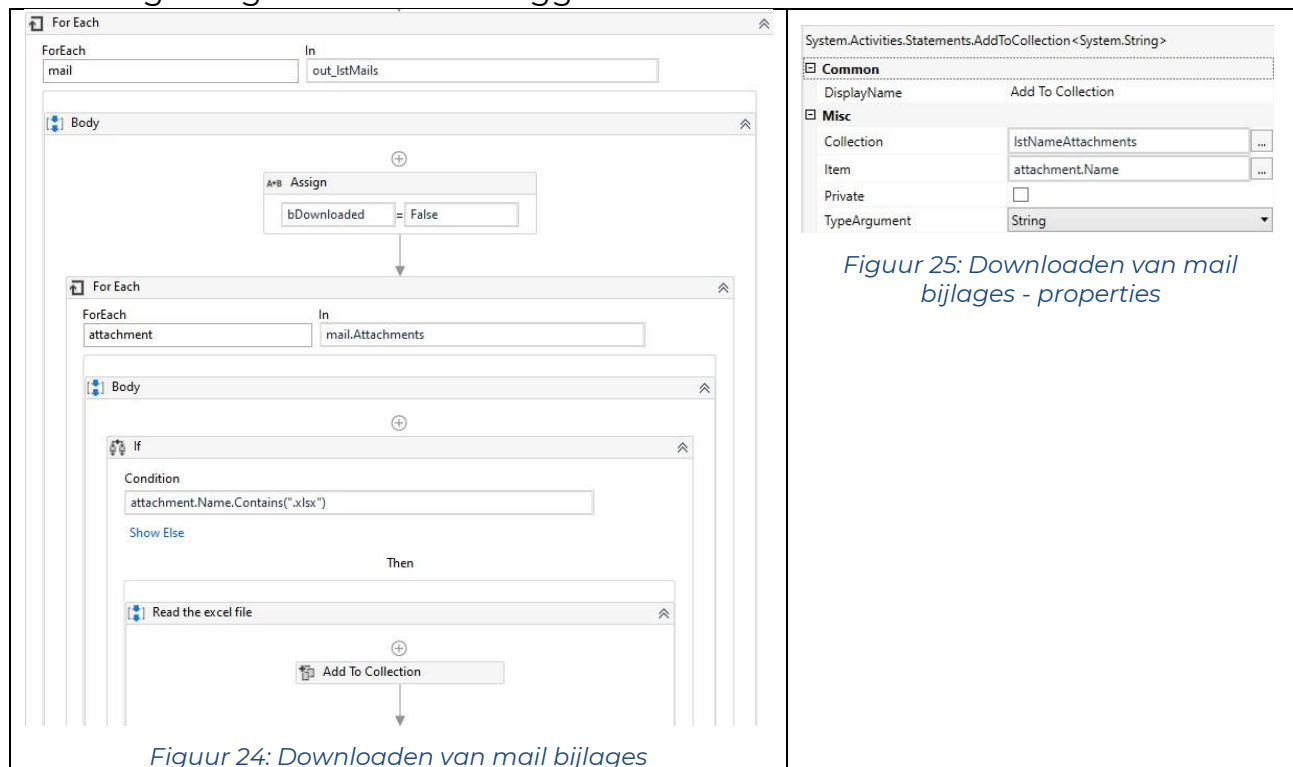 For Each
ForEach In
mail out_lstMails
Body
A+B Assign
bDownloaded = False
For Each
ForEach In
attachment mail.Attachments
Body
If
Condition
attachment.Name.Contains(".xlsx")
Show Else
Then
Read the excel file
Add To Collection
Figuur 24: Downloaden van mail bijlages
System.Activities.Statements.AddToCollection<System.String>
Common
DisplayName Add To Collection
Misc
Collection lstNameAttachments ...
Item attachment.Name ...
Private
TypeArgument String
Figuur 25: Downloaden van mail
bijlages - properties